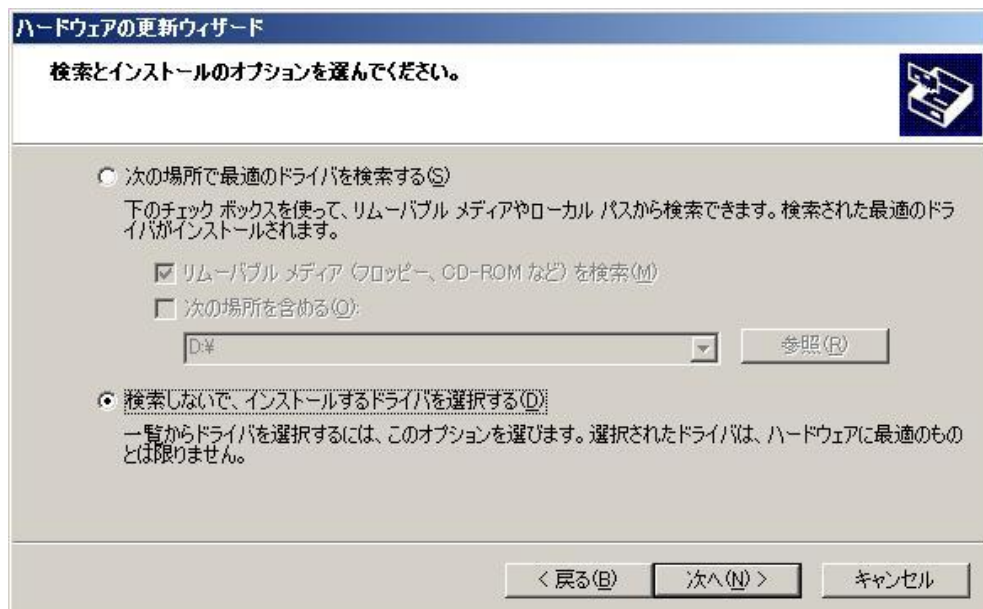 ハードウェアの更新ウィザード
検索とインストールのオプションを選んでください。
次の場所で最適のドライバを検索する(S)
下のチェック ボックスを使って、リムーバブル メディアやローカル パスから検索できます。検索された最適のドラ
イバがインストールされます。
リムーバブル メディア (フロッピー、CD-ROM など) を検索(M)
次の場所を含める(O):
D:¥
参照(R)
検索しないで、インストールするドライバを選択する(D)
一覧からドライバを選択するには、このオプションを選びます。選択されたドライバは、ハードウェアに最適のもの
とは限りません。
< 戻る(B)
次へ(N) >
キャンセル